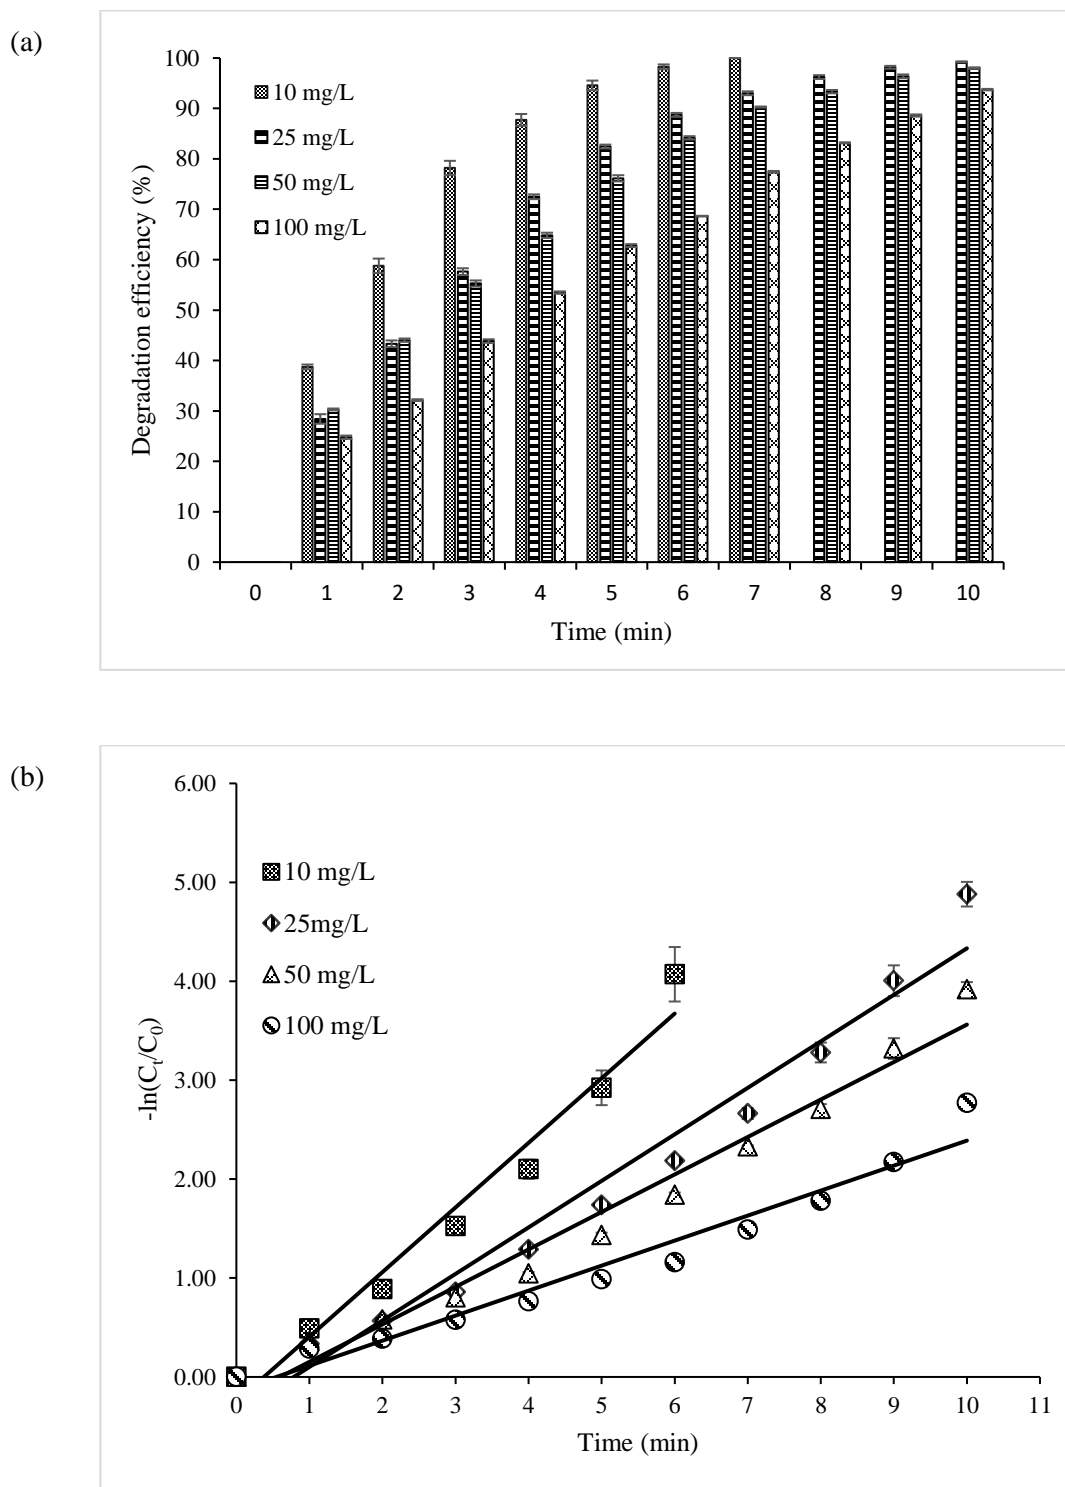 (a)
100
90
80
70
60
50
40
30
20
10
0
Degradation efficiency (%)
10 mg/L
25 mg/L
50 mg/L
100 mg/L
0 1 2 3 4 5 6 7 8 9 10
Time (min)
(b)
6.00
5.00
4.00
3.00
2.00
1.00
0.00
-ln(Cₜ/C₀)
10 mg/L
25mg/L
50 mg/L
100 mg/L
0 1 2 3 4 5 6 7 8 9 10 11
Time (min)